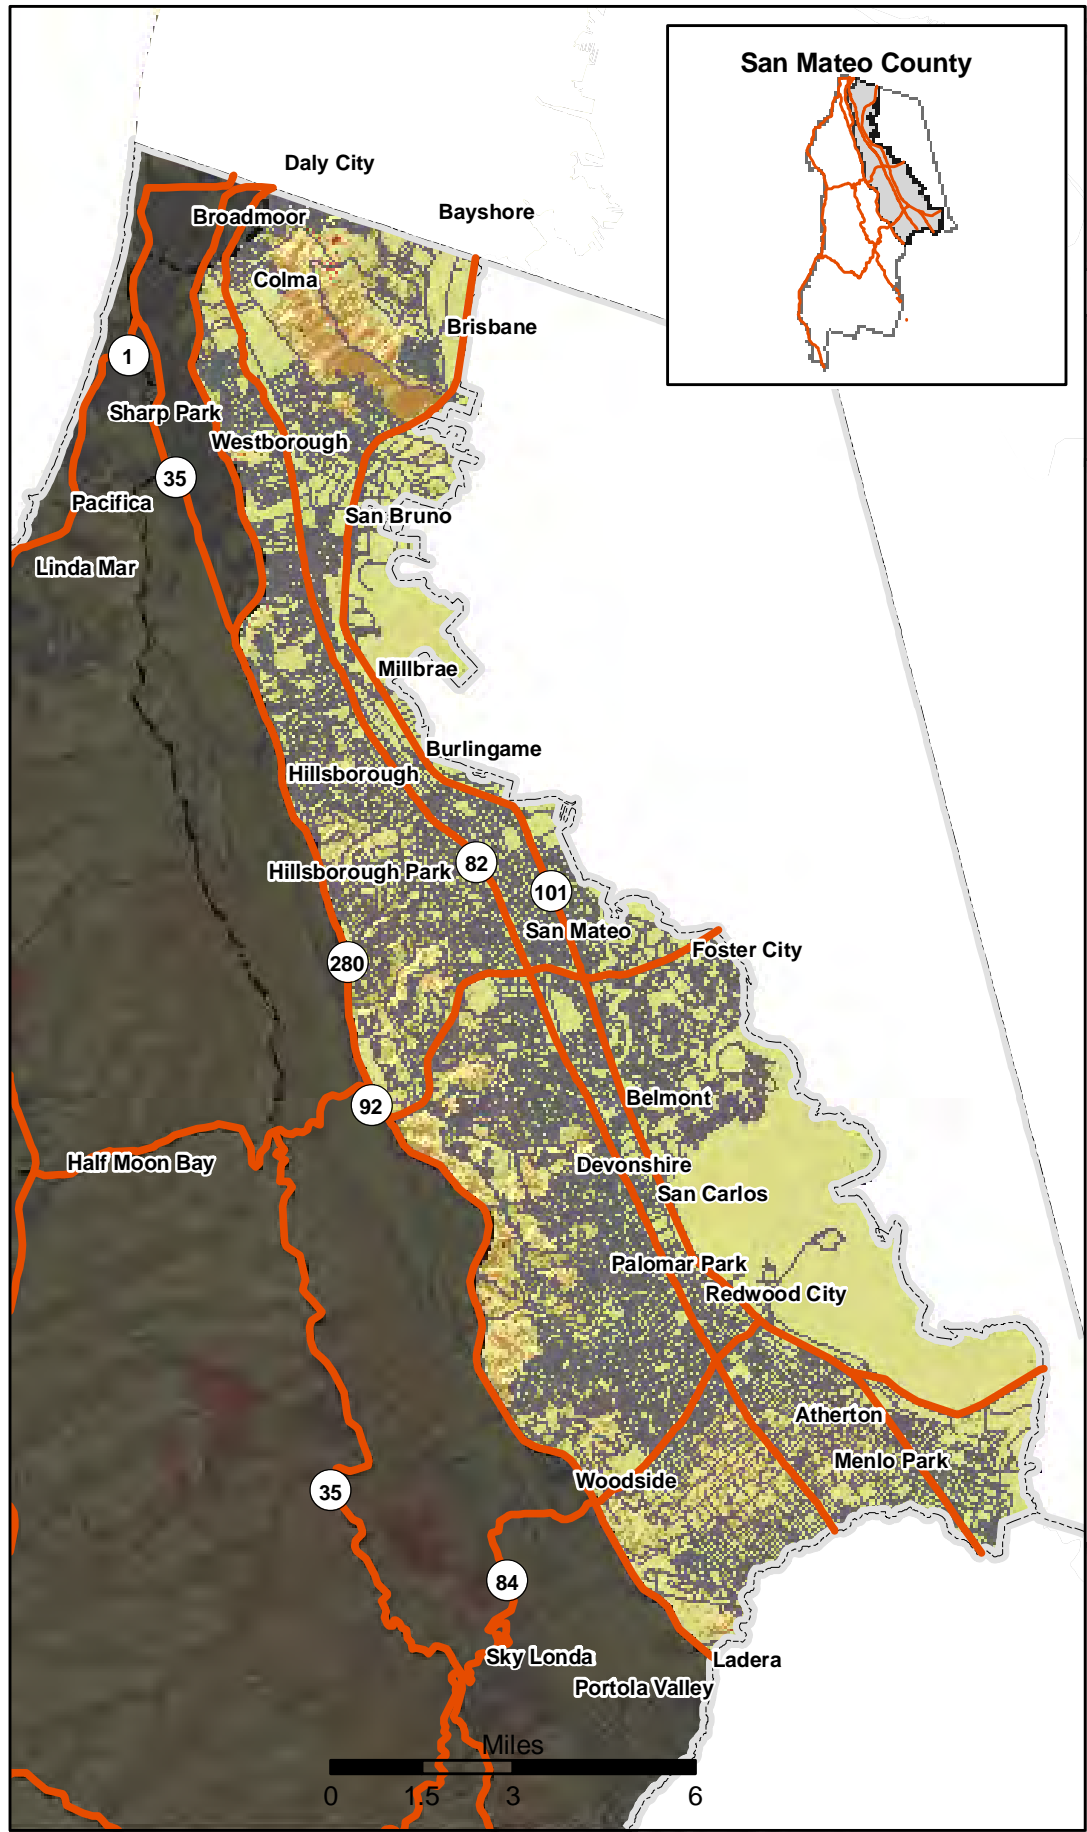 San Mateo County
Daly City
Broadmoor
Bayshore
Colma
Brisbane
1
Sharp Park
Westborough
35
Pacifica
San Bruno
Linda Mar
Millbrae
Burlingame
Hillsborough
82
Hillsborough Park
101
San Mateo
Foster City
280
Belmont
92
Half Moon Bay
Devonshire
San Carlos
Palomar Park
Redwood City
Atherton
Menlo Park
Woodside
35
84
Sky Londa
Ladera
Portola Valley
Miles
0 1.5 3 6